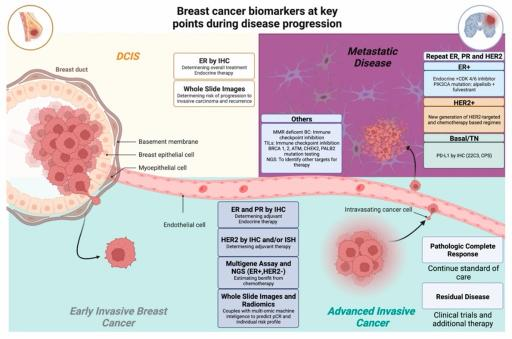 Breast cancer biomarkers at key
points during disease progression
DCIS
Breast duct
ER by IHC
Determining overall treatment
Endocrine therapy
Whole Slide Images
Determining risk of progression to
invasive carcinoma and recurrence
Basement membrane
Breast epithelial cell
Myoepithelial cell
Endothelial cell
Metastatic
Disease
Repeat ER, PR and HER2
ER+
Endocrine +CDK 4/6 inhibitor
PIK3CA mutation: alpelisib +
fulvestrant
HER2+
New generation of HER2-targeted
and chemotherapy based regimes
Basal/TN
PD-L1 by IHC (22C3, CPS)
Others
MMR deficient BC: Immune
checkpoint inhibition
TILs: Immune checkpoint inhibition
BRCA 1, 2, ATM, CHEK2, PALB2
mutation testing
NGS: To identify other targets for
therapy
Early Invasive Breast
Cancer
ER and PR by IHC
Determining adjuvant
Endocrine therapy
HER2 by IHC and/or ISH
Determining adjuvant therapy
Multigene Assay and
NGS (ER+,HER2-)
Estimating benefit from
chemotherapy
Whole Slide Images and
Radiomics
Couples with multi-omic machine
intelligence to predict pCR and
individual risk profile
Intravasating cancer cell
Advanced Invasive
Cancer
Pathologic Complete
Response
Continue standard of
care
Residual Disease
Clinical trials and
additional therapy